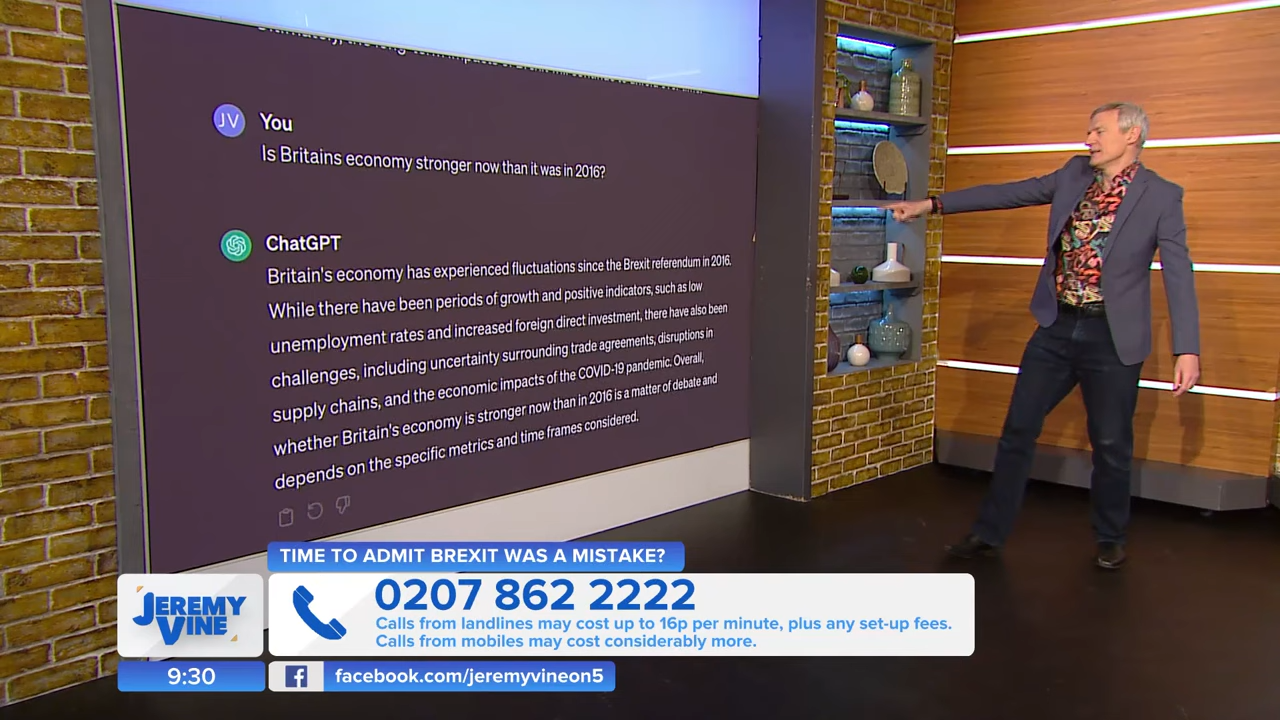 JV
You
Is Britains economy stronger now than it was in 2016?
ChatGPT
Britain's economy has experienced fluctuations since the Brexit referendum in 2016.
While there have been periods of growth and positive indicators, such as low
unemployment rates and increased foreign direct investment, there have also been
challenges, including uncertainty surrounding trade agreements, disruptions in
supply chains, and the economic impacts of the COVID-19 pandemic. Overall,
whether Britain's economy is stronger now than in 2016 is a matter of debate and
depends on the specific metrics and time frames considered.
TIME TO ADMIT BREXIT WAS A MISTAKE?
JEREMY
VINE
0207 862 2222
Calls from landlines may cost up to 16p per minute, plus any set-up fees.
Calls from mobiles may cost considerably more.
9:30
facebook.com/jeremyvineon5